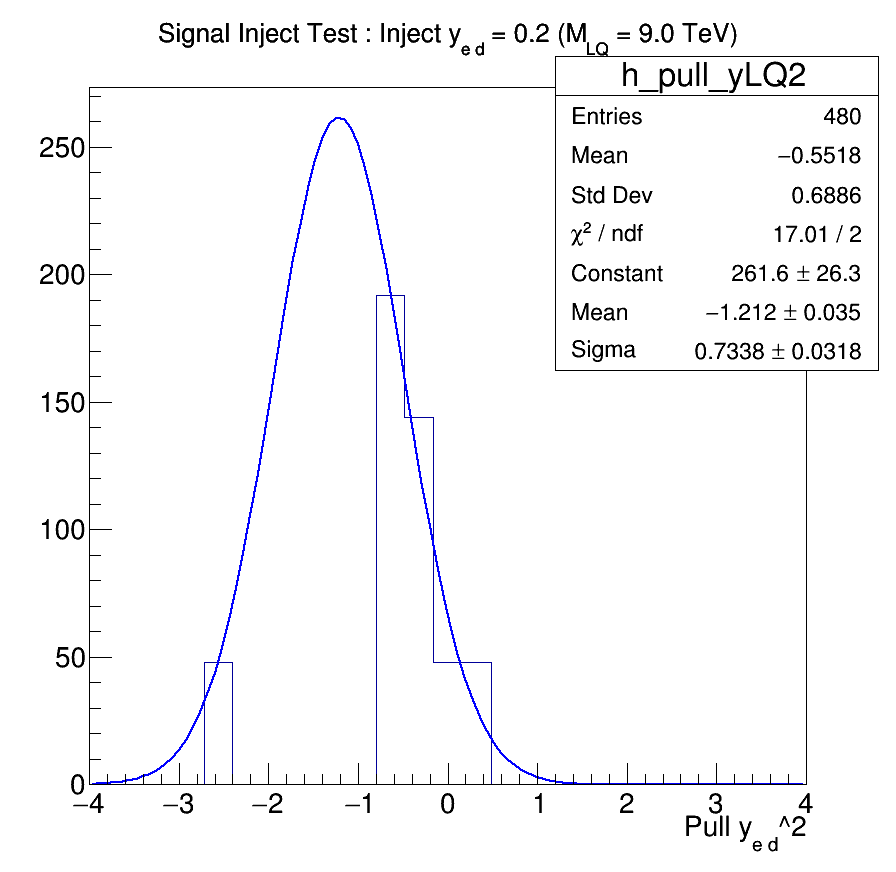 Signal Inject Test : Inject y_{e d} = 0.2 (M_{LQ} = 9.0 TeV)
h_pull_yLQ2
Entries 480
Mean −0.5518
Std Dev 0.6886
χ² / ndf 17.01 / 2
Constant 261.6 ± 26.3
Mean −1.212 ± 0.035
Sigma 0.7338 ± 0.0318
250
200
150
100
50
0
−4 −3 −2 −1 0 1 2 3 4
Pull y_{e d}^2